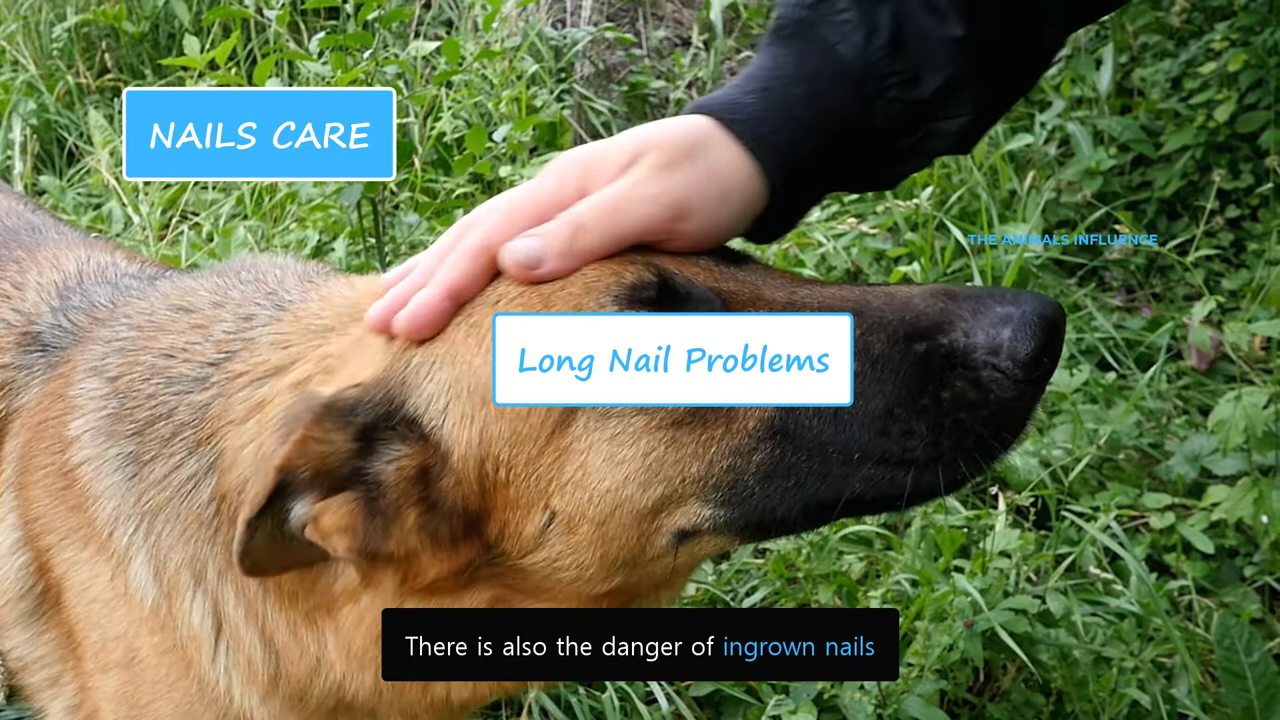 NAILS CARE
THE ANIMALS INFLUENCE
Long Nail Problems
There is also the danger of ingrown nails